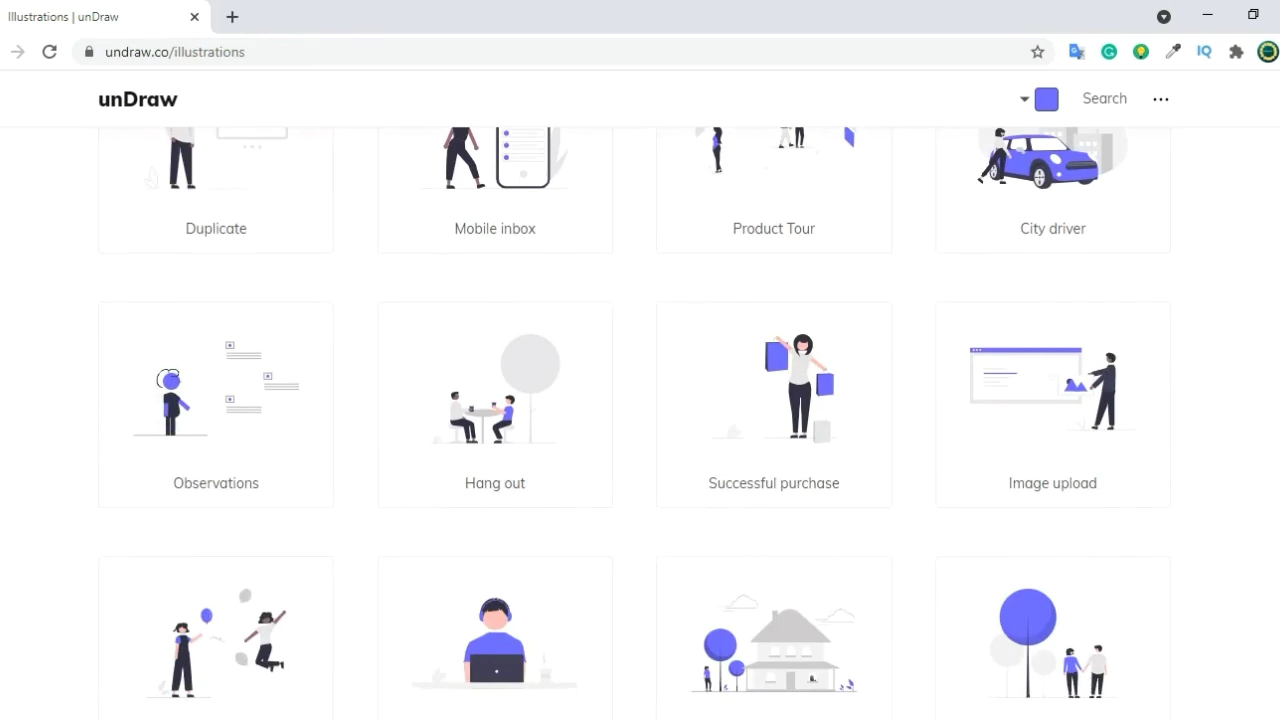 Illustrations | unDraw
undraw.co/illustrations
IQ
unDraw
Search
Duplicate
Mobile inbox
Product Tour
City driver
Observations
Hang out
Successful purchase
Image upload